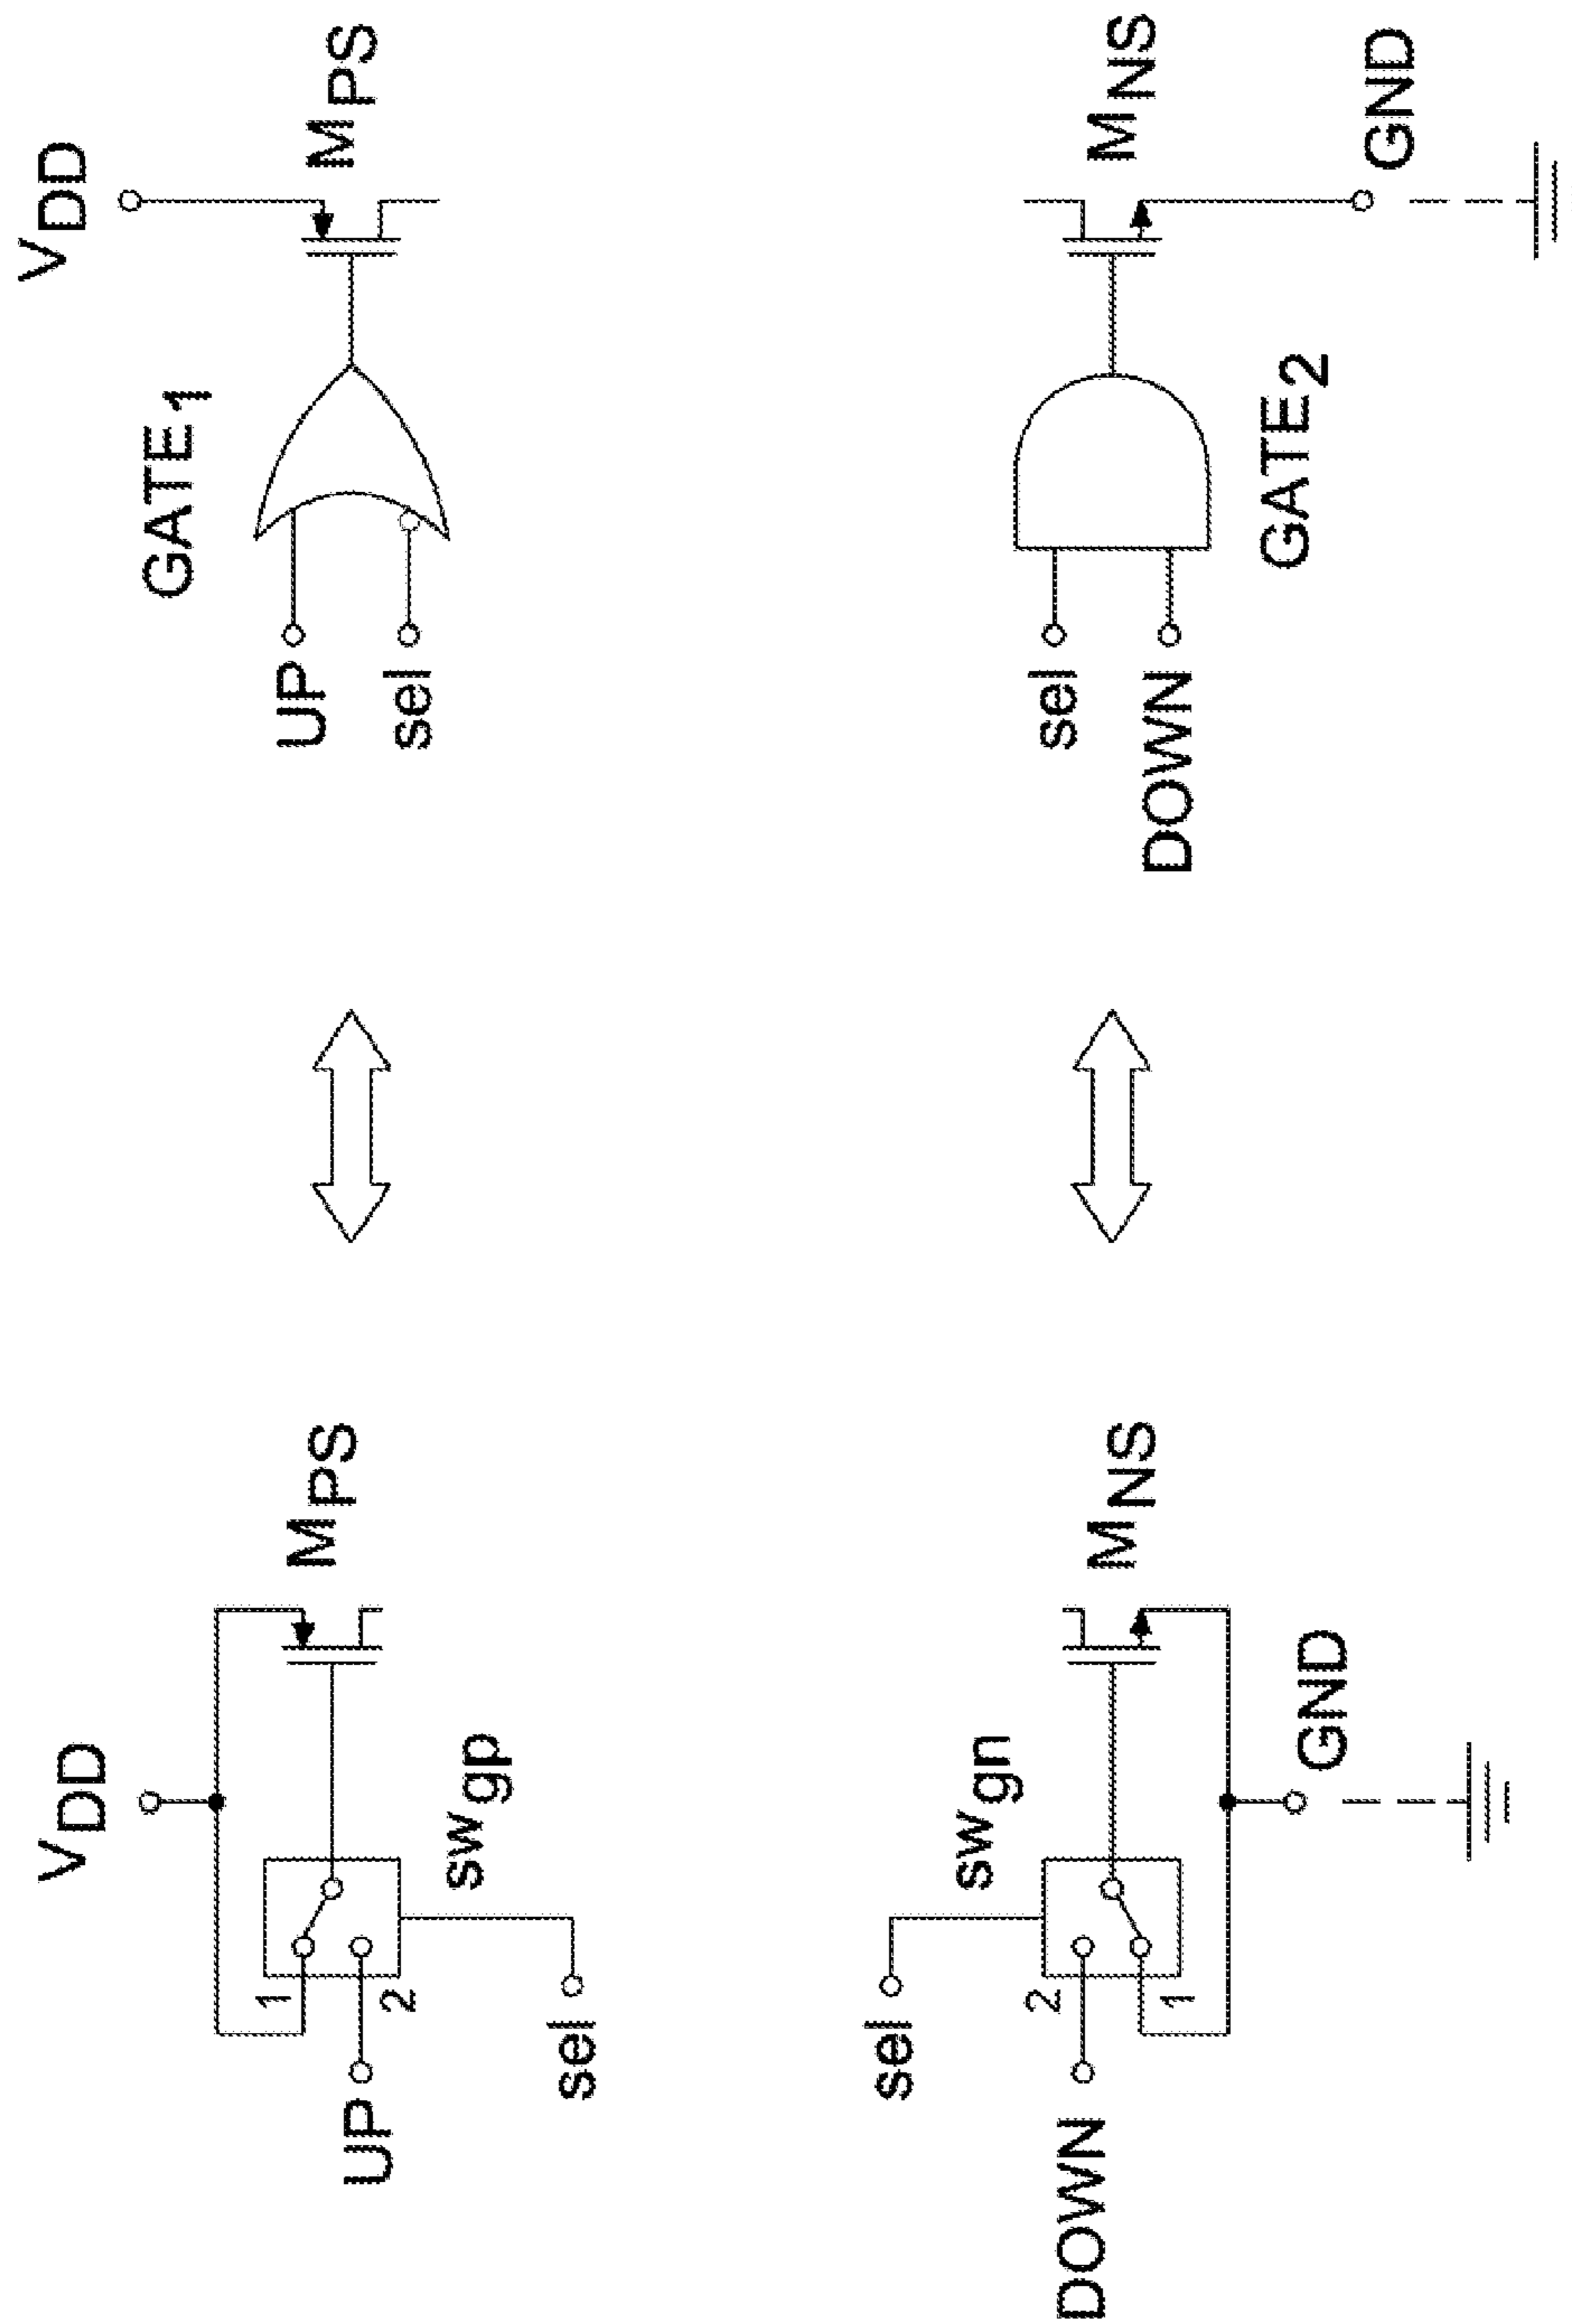 VDD
MPS
GATE1
UP
sel
MNS
GND
sel
DOWN
GATE2
VDD
MPS
swgp
1
2
UP
sel
MNS
swgn
sel
GND
2
1
DOWN